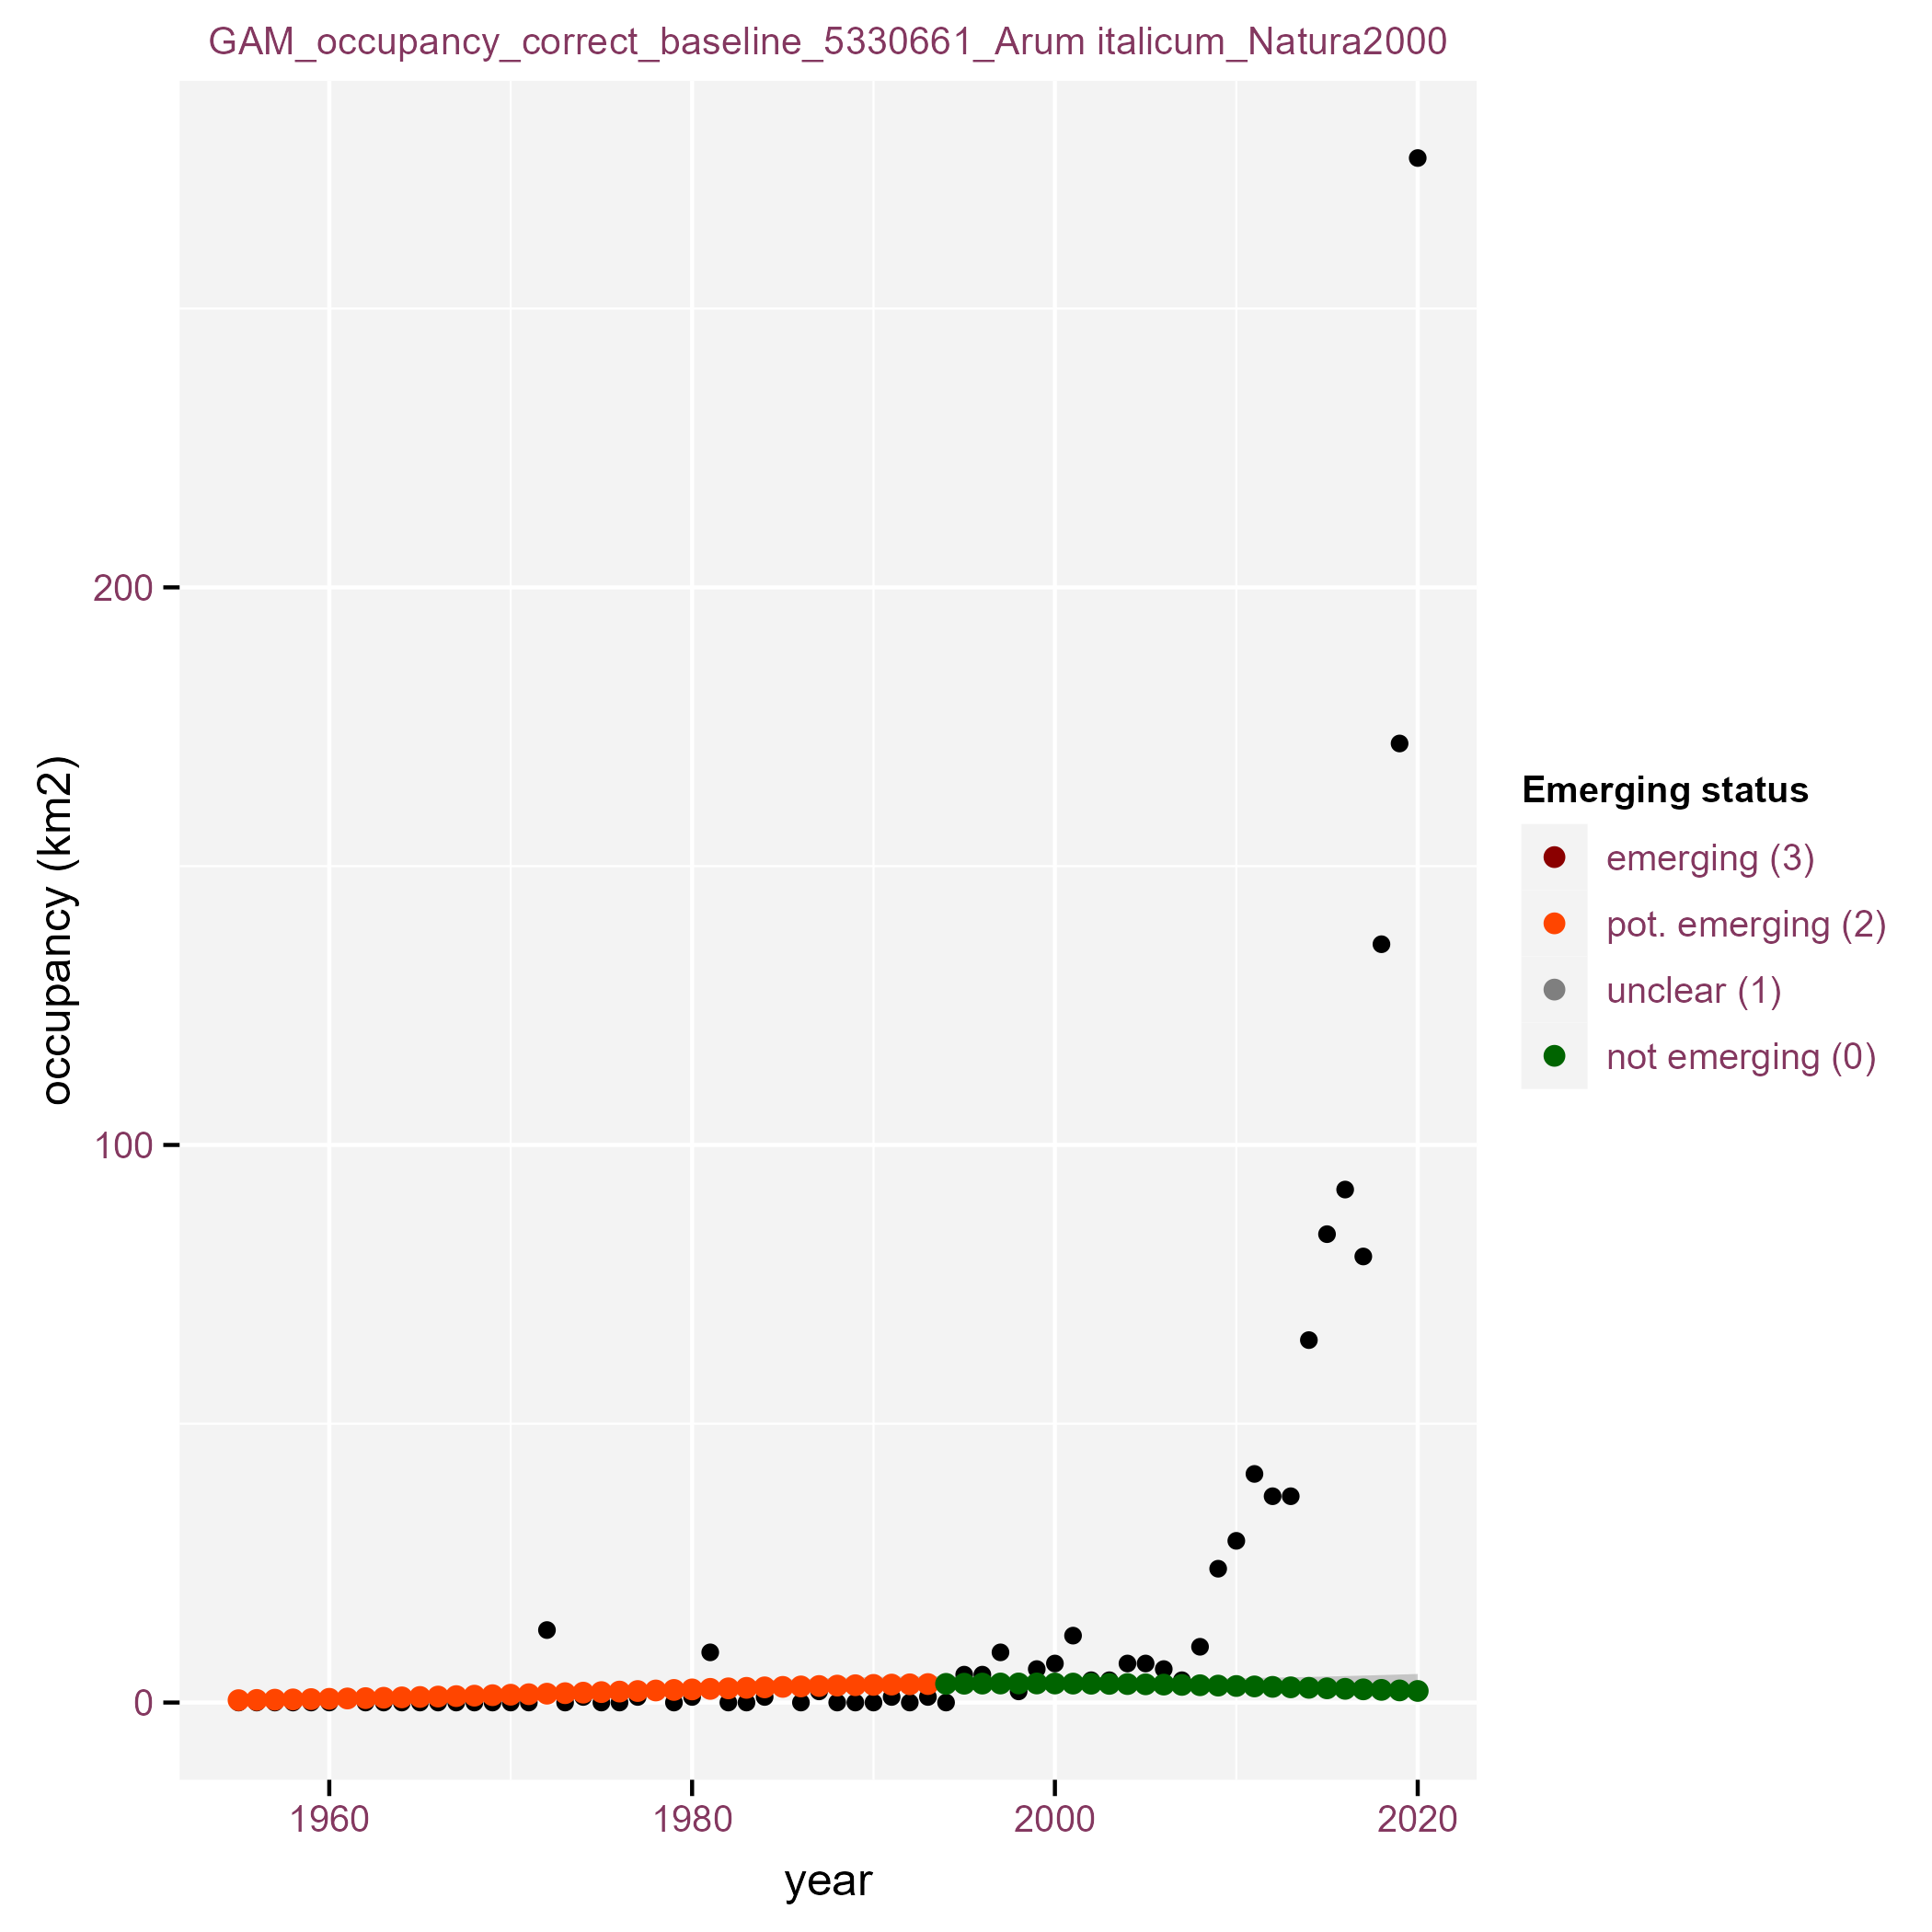 GAM_occupancy_correct_baseline_5330661_Arum italicum_Natura2000
occupancy (km2)
200
100
0
1960
1980
2000
2020
year
Emerging status
emerging (3)
pot. emerging (2)
unclear (1)
not emerging (0)